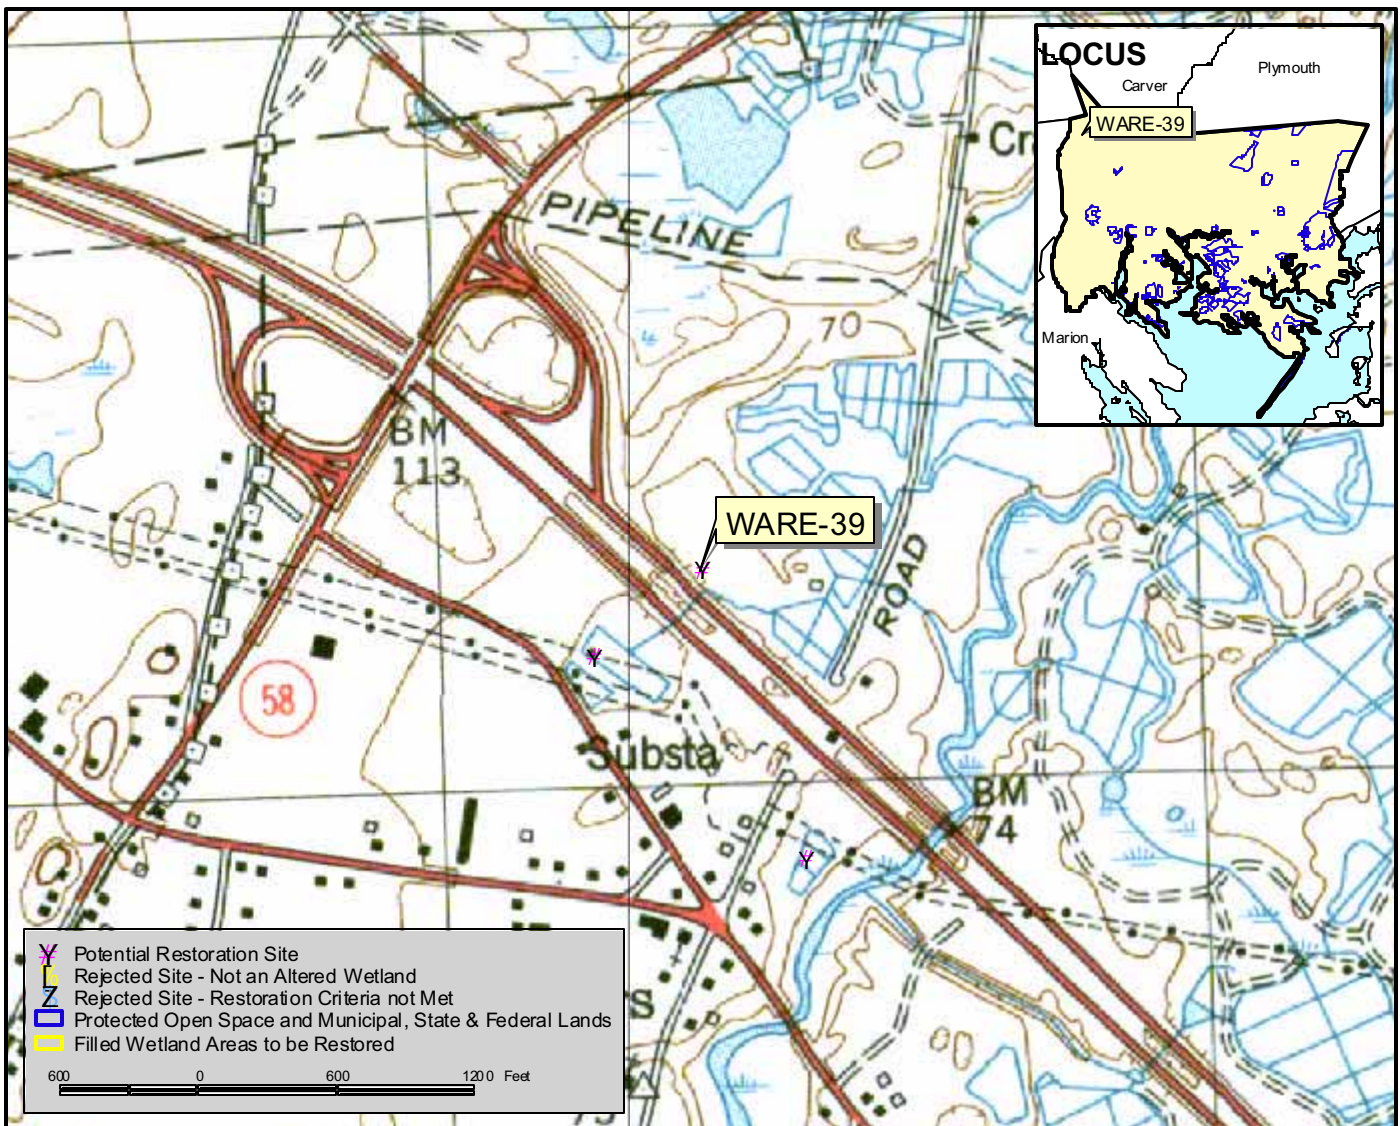 LOCUS
Plymouth
Carver
WARE-39
Marion
Cr
PIPELINE
70
BM
113
WARE-39
ROAD
58
Substa
BM
74
S
Y Potential Restoration Site
L Rejected Site - Not an Altered Wetland
Z Rejected Site - Restoration Criteria not Met
Protected Open Space and Municipal, State & Federal Lands
Filled Wetland Areas to be Restored
600 0 600 1200 Feet